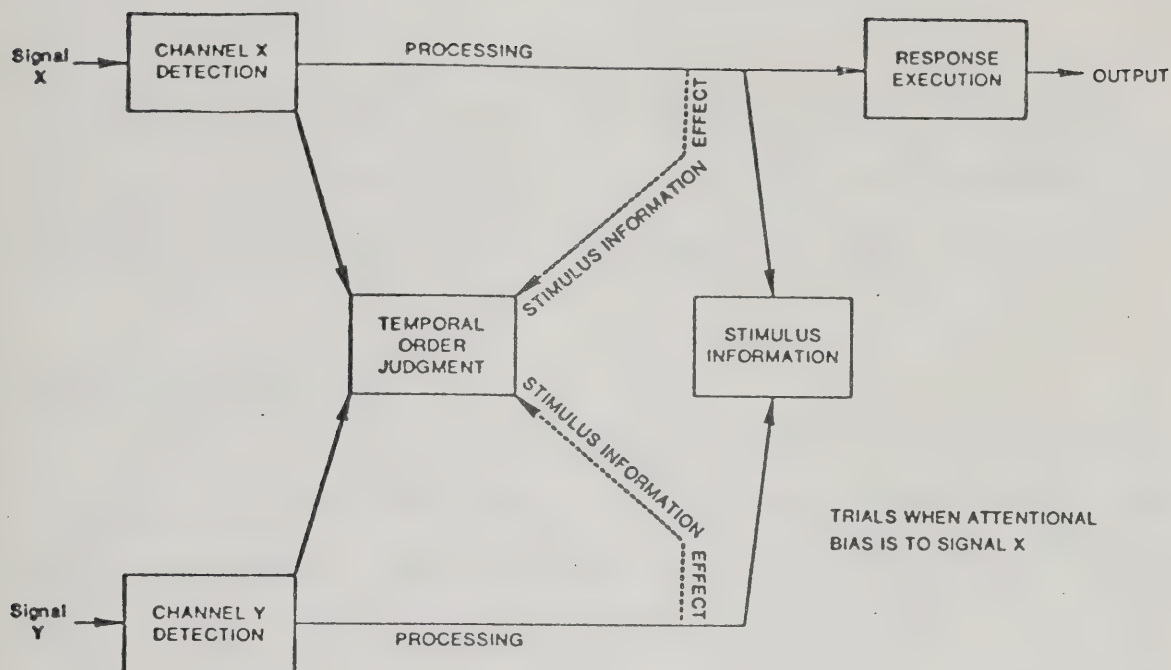 Signal
X
CHANNEL X
DETECTION
PROCESSING
RESPONSE
EXECUTION
OUTPUT
EFFECT
STIMULUS INFORMATION
TEMPORAL
ORDER
JUDGMENT
STIMULUS
INFORMATION
STIMULUS INFORMATION
EFFECT
TRIALS WHEN ATTENTIONAL
BIAS IS TO SIGNAL X
Signal
Y
CHANNEL Y
DETECTION
PROCESSING